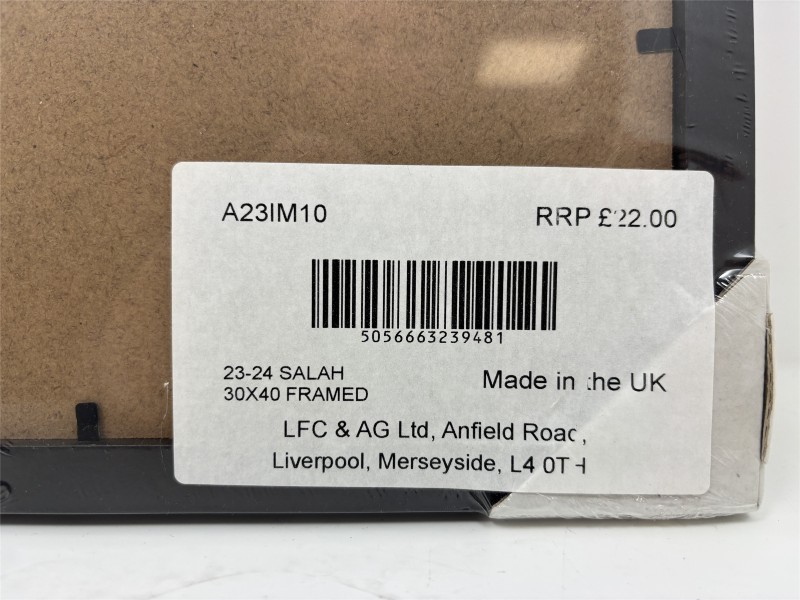 A23IM10
RRP £22.00
5056663239481
23-24 SALAH
30X40 FRAMED
Made in the UK
LFC & AG Ltd, Anfield Road,
Liverpool, Merseyside, L4 0TH